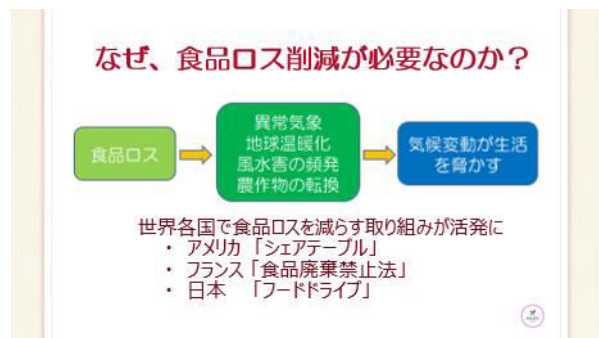 なぜ、食品ロス削減が必要なのか？
食品ロス
異常気象
地球温暖化
風水害の頻発
農作物の転換
気候変動が生活
を脅かす
世界各国で食品ロスを減らす取り組みが活発に
・ アメリカ「シェアテーブル」
・ フランス「食品廃棄禁止法」
・ 日本　「フードドライブ」